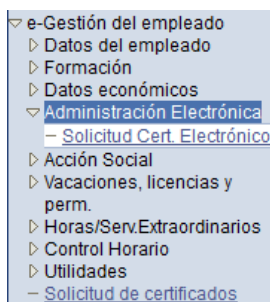 e-Gestión del empleado
Datos del empleado
Formación
Datos económicos
Administración Electrónica
– Solicitud Cert. Electrónico
Acción Social
Vacaciones, licencias y
perm.
Horas/Serv.Extraordinarios
Control Horario
Utilidades
– Solicitud de certificados